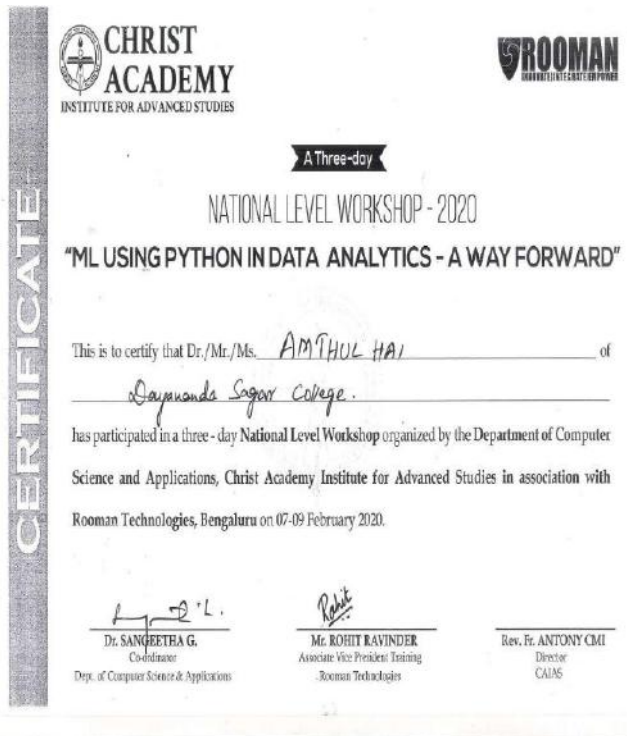 CHRIST
ACADEMY
INSTITUTE FOR ADVANCED STUDIES
ROOMAN
INNOVATE|INTEGRATE|EMPOWER
CERTIFICATE
A Three-day
NATIONAL LEVEL WORKSHOP - 2020
"ML USING PYTHON IN DATA ANALYTICS - A WAY FORWARD"
This is to certify that Dr./Mr./Ms. AMTHUL HAI of
Dayananda Sagar College.
has participated in a three - day National Level Workshop organized by the Department of Computer
Science and Applications, Christ Academy Institute for Advanced Studies in association with
Rooman Technologies, Bengaluru on 07-09 February 2020.
Rohit
Dr. SANGEETHA G.
Co-ordinator
Dept. of Computer Science & Applications
Mr. ROHIT RAVINDER
Associate Vice President Training
Rooman Technologies
Rev. Fr. ANTONY CMI
Director
CAIAS